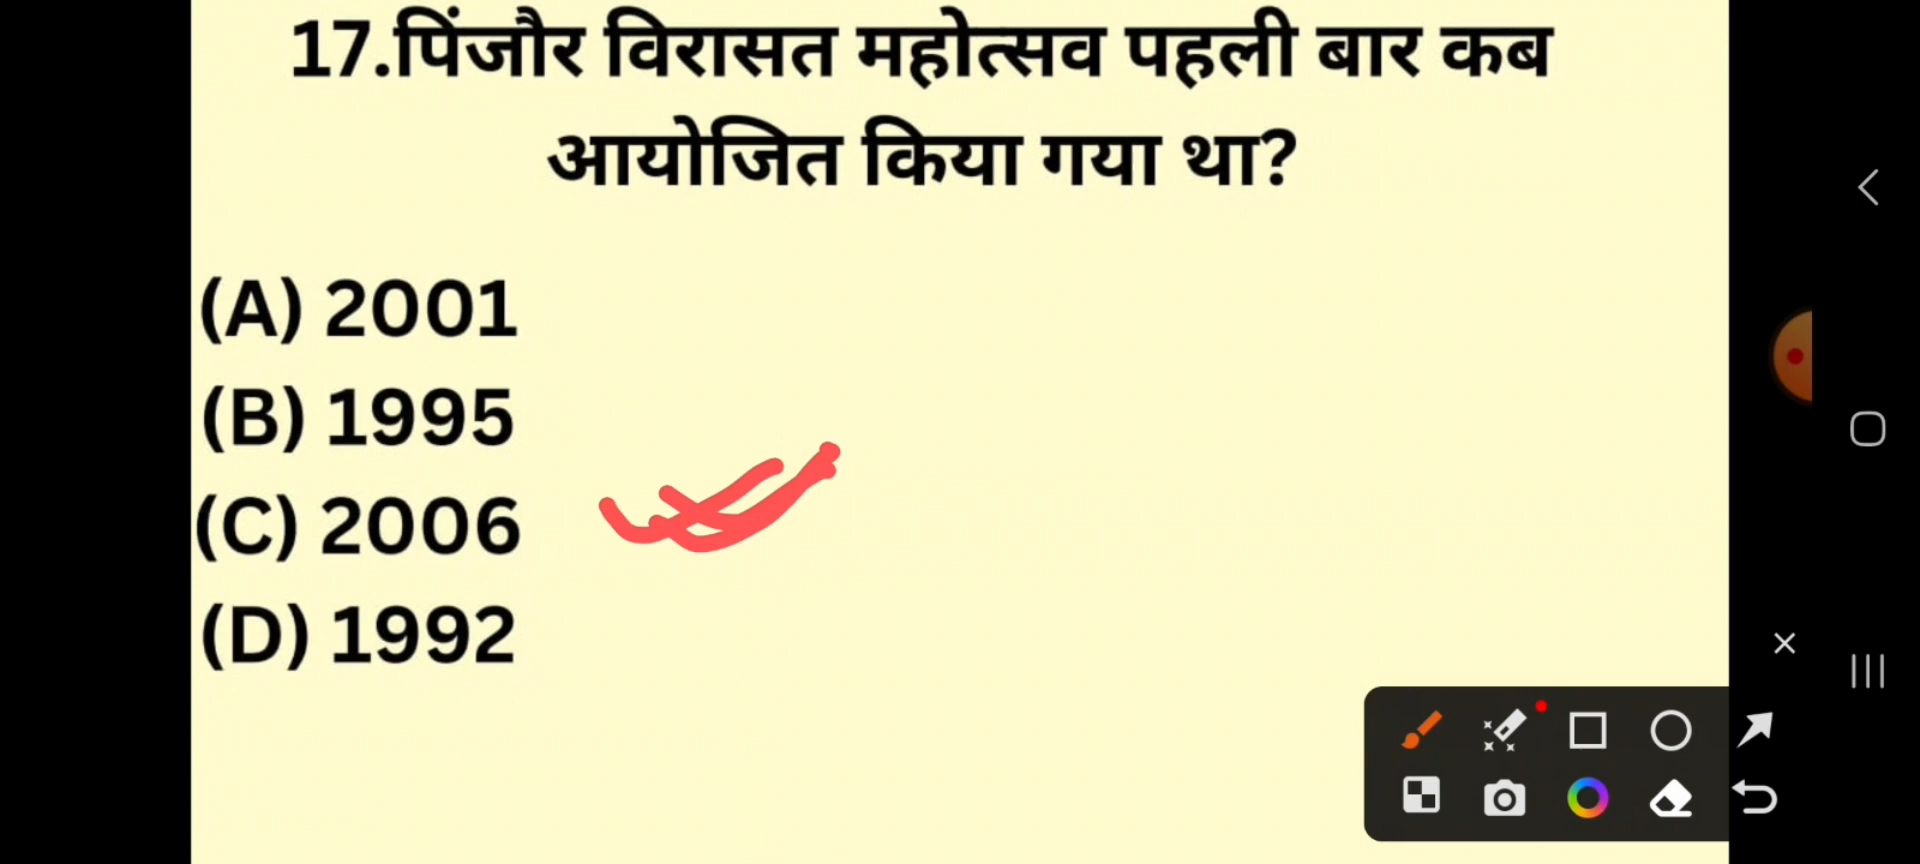 17.पिंजौर विरासत महोत्सव पहली बार कब
आयोजित किया गया था?
(A) 2001
(B) 1995
(C) 2006
(D) 1992